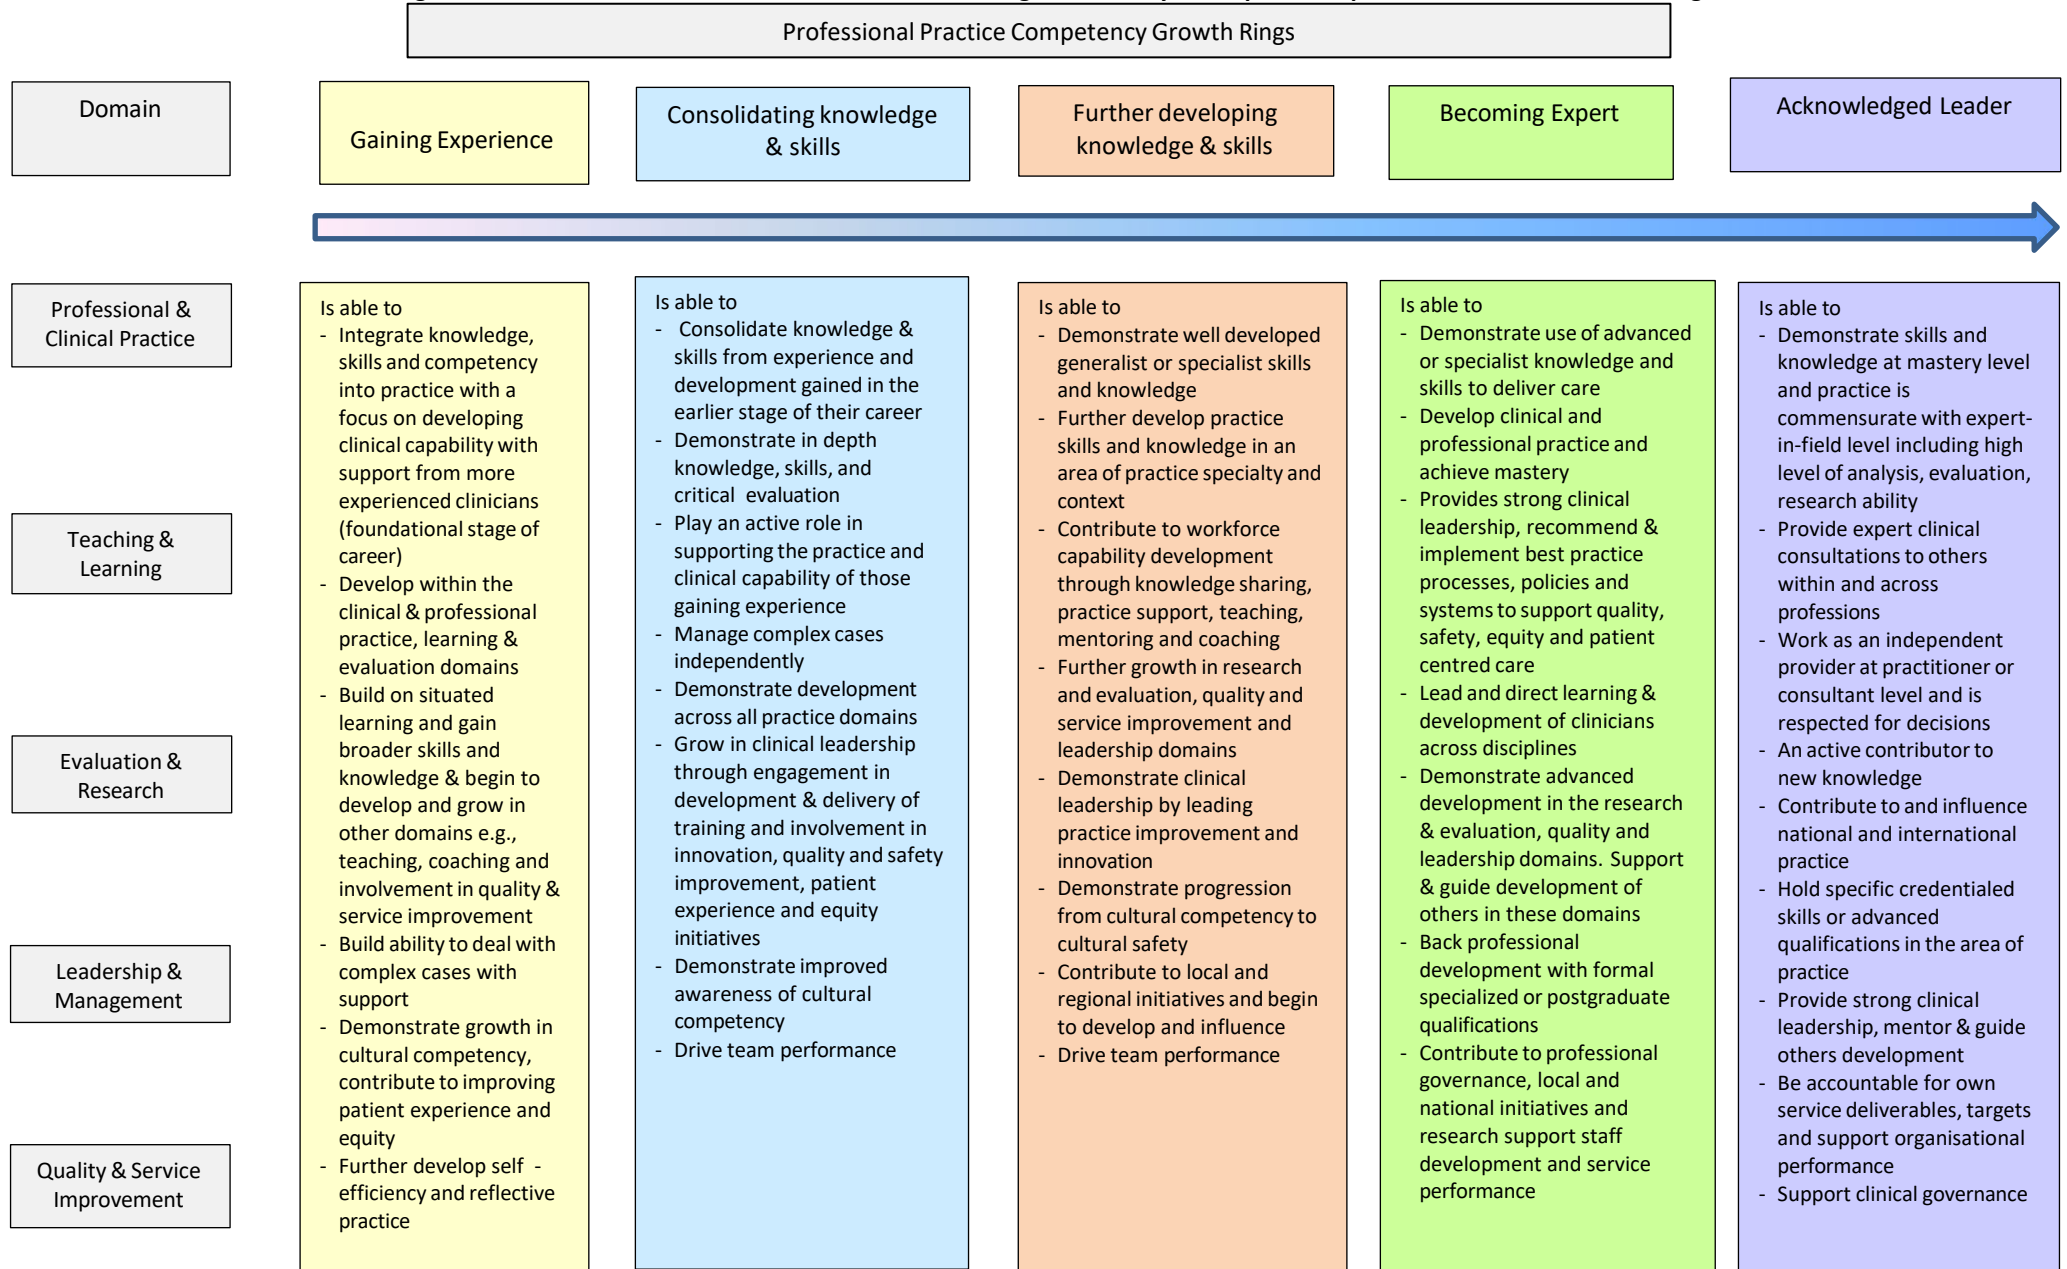 Professional Practice Competency Growth Rings
Domain
Gaining Experience
Consolidating knowledge
& skills
Further developing
knowledge & skills
Becoming Expert
Acknowledged Leader
Professional &
Clinical Practice
Teaching &
Learning
Evaluation &
Research
Leadership &
Management
Quality & Service
Improvement
Is able to
- Integrate knowledge,
skills and competency
into practice with a
focus on developing
clinical capability with
support from more
experienced clinicians
(foundational stage of
career)
- Develop within the
clinical & professional
practice, learning &
evaluation domains
- Build on situated
learning and gain
broader skills and
knowledge & begin to
develop and grow in
other domains e.g.,
teaching, coaching and
involvement in quality &
service improvement
- Build ability to deal with
complex cases with
support
- Demonstrate growth in
cultural competency,
contribute to improving
patient experience and
equity
- Further develop self -
efficiency and reflective
practice
Is able to
- Consolidate knowledge &
skills from experience and
development gained in the
earlier stage of their career
- Demonstrate in depth
knowledge, skills, and
critical evaluation
- Play an active role in
supporting the practice and
clinical capability of those
gaining experience
- Manage complex cases
independently
- Demonstrate development
across all practice domains
- Grow in clinical leadership
through engagement in
development & delivery of
training and involvement in
innovation, quality and safety
improvement, patient
experience and equity
initiatives
- Demonstrate improved
awareness of cultural
competency
- Drive team performance
Is able to
- Demonstrate well developed
generalist or specialist skills
and knowledge
- Further develop practice
skills and knowledge in an
area of practice specialty and
context
- Contribute to workforce
capability development
through knowledge sharing,
practice support, teaching,
mentoring and coaching
- Further growth in research
and evaluation, quality and
service improvement and
leadership domains
- Demonstrate clinical
leadership by leading
practice improvement and
innovation
- Demonstrate progression
from cultural competency to
cultural safety
- Contribute to local and
regional initiatives and begin
to develop and influence
- Drive team performance
Is able to
- Demonstrate use of advanced
or specialist knowledge and
skills to deliver care
- Develop clinical and
professional practice and
achieve mastery
- Provides strong clinical
leadership, recommend &
implement best practice
processes, policies and
systems to support quality,
safety, equity and patient
centred care
- Lead and direct learning &
development of clinicians
across disciplines
- Demonstrate advanced
development in the research
& evaluation, quality and
leadership domains. Support
& guide development of
others in these domains
- Back professional
development with formal
specialized or postgraduate
qualifications
- Contribute to professional
governance, local and
national initiatives and
research support staff
development and service
performance
Is able to
- Demonstrate skills and
knowledge at mastery level
and practice is
commensurate with expert-
in-field level including high
level of analysis, evaluation,
research ability
- Provide expert clinical
consultations to others
within and across
professions
- Work as an independent
provider at practitioner or
consultant level and is
respected for decisions
- An active contributor to
new knowledge
- Contribute to and influence
national and international
practice
- Hold specific credentialed
skills or advanced
qualifications in the area of
practice
- Provide strong clinical
leadership, mentor & guide
others development
- Be accountable for own
service deliverables, targets
and support organisational
performance
- Support clinical governance